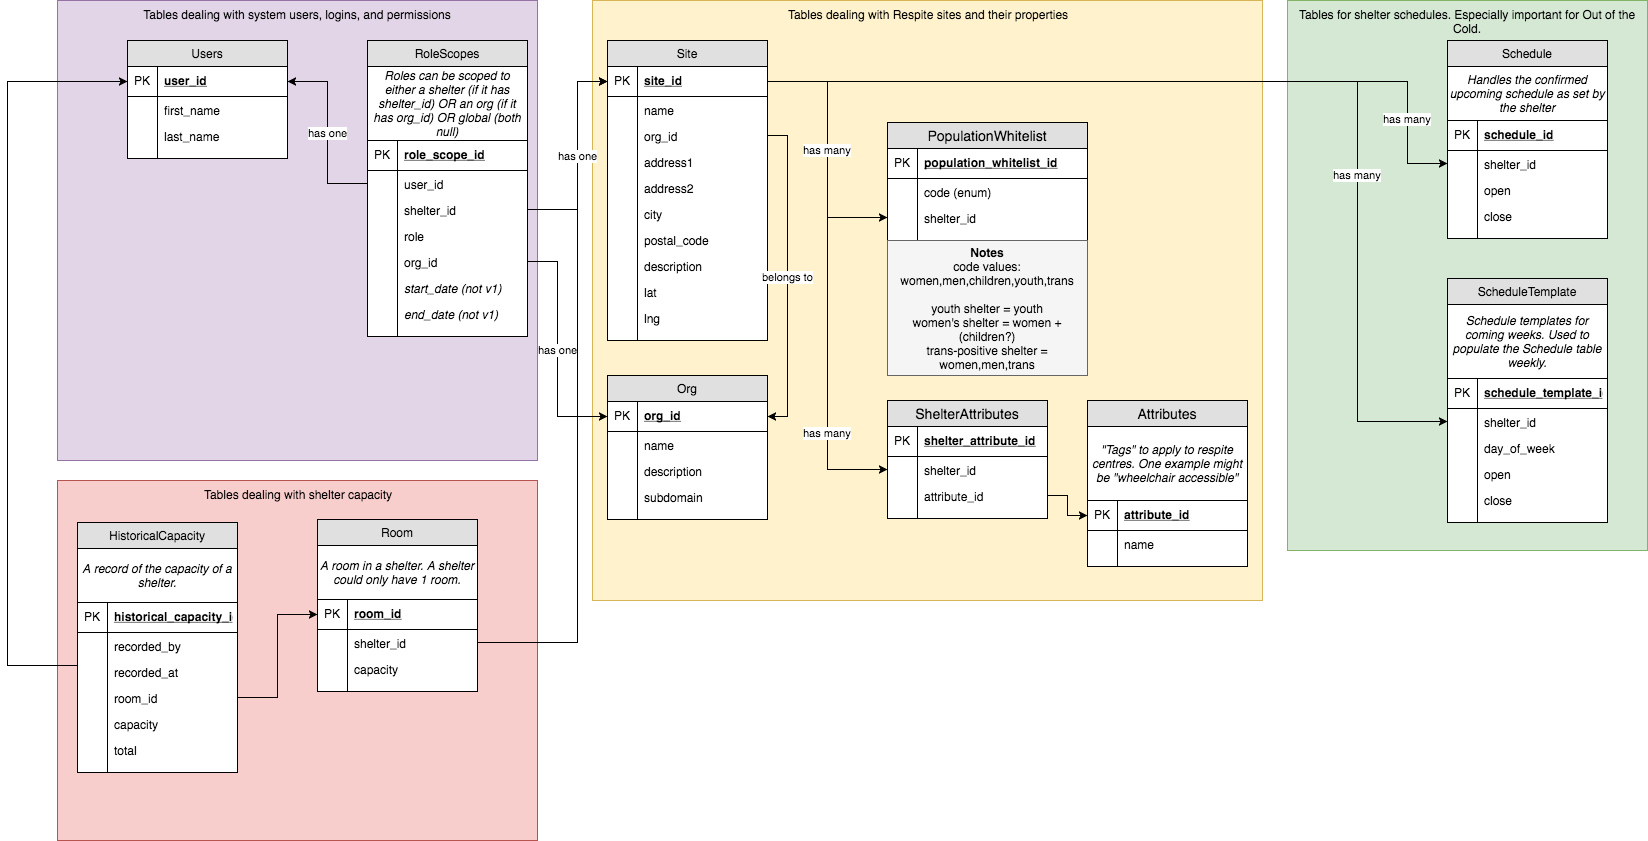 Tables dealing with system users, logins, and permissions
Users
PK user_id
first_name
last_name
has one
RoleScopes
Roles can be scoped to
either a shelter (if it has
shelter_id) OR an org (if it
has org_id) OR global (both
null)
PK role_scope_id
user_id
shelter_id
role
org_id
start_date (not v1)
end_date (not v1)
has one
has one
Tables dealing with shelter capacity
HistoricalCapacity
A record of the capacity of a
shelter.
PK historical_capacity_i
recorded_by
recorded_at
room_id
capacity
total
Room
A room in a shelter. A shelter
could only have 1 room.
PK room_id
shelter_id
capacity
Tables dealing with Respite sites and their properties
Site
PK site_id
name
org_id
address1
address2
city
postal_code
description
lat
lng
belongs to
Org
PK org_id
name
description
subdomain
has many
PopulationWhitelist
PK population_whitelist_id
code (enum)
shelter_id
Notes
code values:
women,men,children,youth,trans
youth shelter = youth
women's shelter = women +
(children?)
trans-positive shelter =
women,men,trans
has many
ShelterAttributes
PK shelter_attribute_id
shelter_id
attribute_id
Attributes
"Tags" to apply to respite
centres. One example might
be "wheelchair accessible"
PK attribute_id
name
Tables for shelter schedules. Especially important for Out of the
Cold.
has many
has many
Schedule
Handles the confirmed
upcoming schedule as set by
the shelter
PK schedule_id
shelter_id
open
close
ScheduleTemplate
Schedule templates for
coming weeks. Used to
populate the Schedule table
weekly.
PK schedule_template_i
shelter_id
day_of_week
open
close